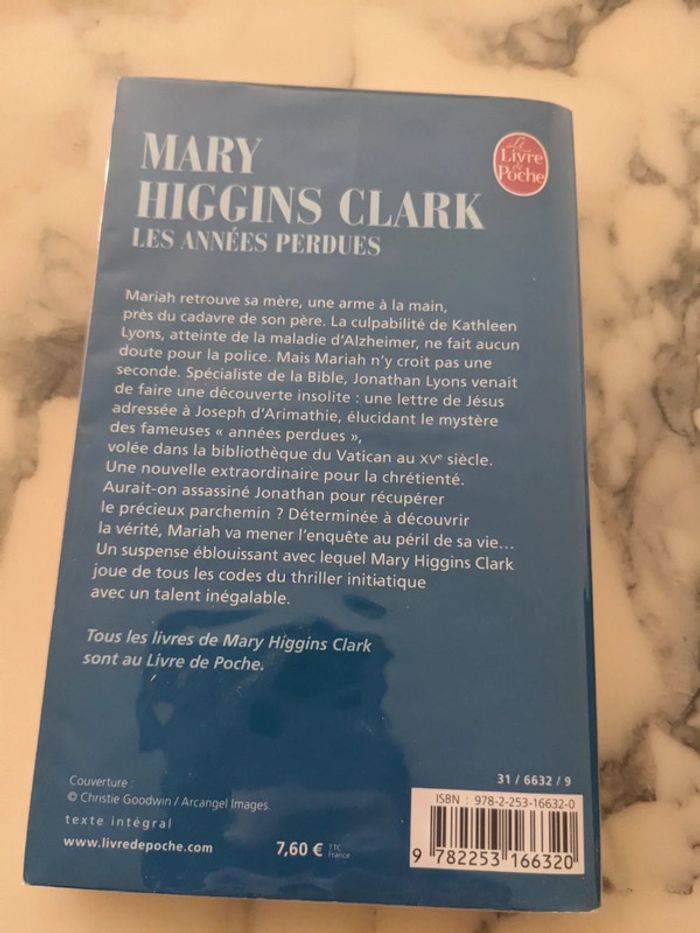 MARY
HIGGINS CLARK
LES ANNÉES PERDUES
Le
Livre
de
Poche
Mariah retrouve sa mère, une arme à la main,
près du cadavre de son père. La culpabilité de Kathleen
Lyons, atteinte de la maladie d'Alzheimer, ne fait aucun
doute pour la police. Mais Mariah n'y croit pas une
seconde. Spécialiste de la Bible, Jonathan Lyons venait
de faire une découverte insolite : une lettre de Jésus
adressée à Joseph d'Arimathie, élucidant le mystère
des fameuses « années perdues »,
volée dans la bibliothèque du Vatican au XVe siècle.
Une nouvelle extraordinaire pour la chrétienté.
Aurait-on assassiné Jonathan pour récupérer
le précieux parchemin ? Déterminée à découvrir
la vérité, Mariah va mener l'enquête au péril de sa vie…
Un suspense éblouissant avec lequel Mary Higgins Clark
joue de tous les codes du thriller initiatique
avec un talent inégalable.
Tous les livres de Mary Higgins Clark
sont au Livre de Poche.
Couverture :
© Christie Goodwin / Arcangel Images.
texte intégral
www.livredepoche.com
7,60 € TTC
France
31 / 6632 / 9
ISBN : 978-2-253-16632-0
9 782253 166320